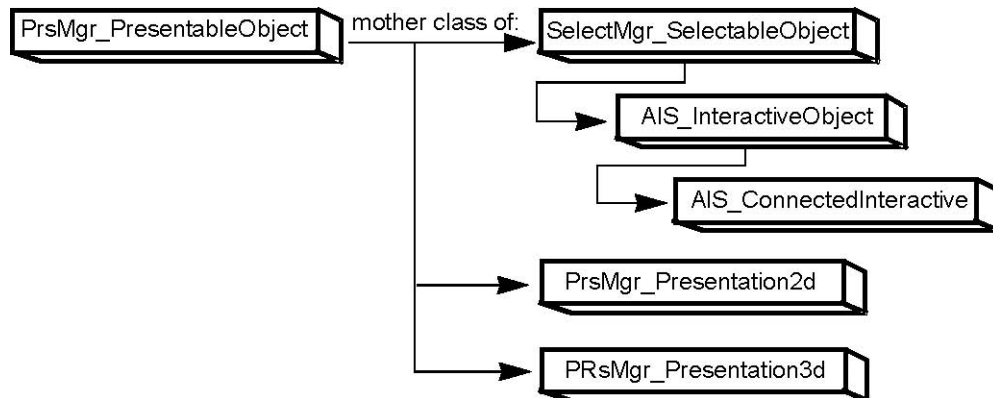 PrsMgr_PresentableObject
mother class of:
SelectMgr_SelectableObject
AIS_InteractiveObject
AIS_ConnectedInteractive
PrsMgr_Presentation2d
PRsMgr_Presentation3d